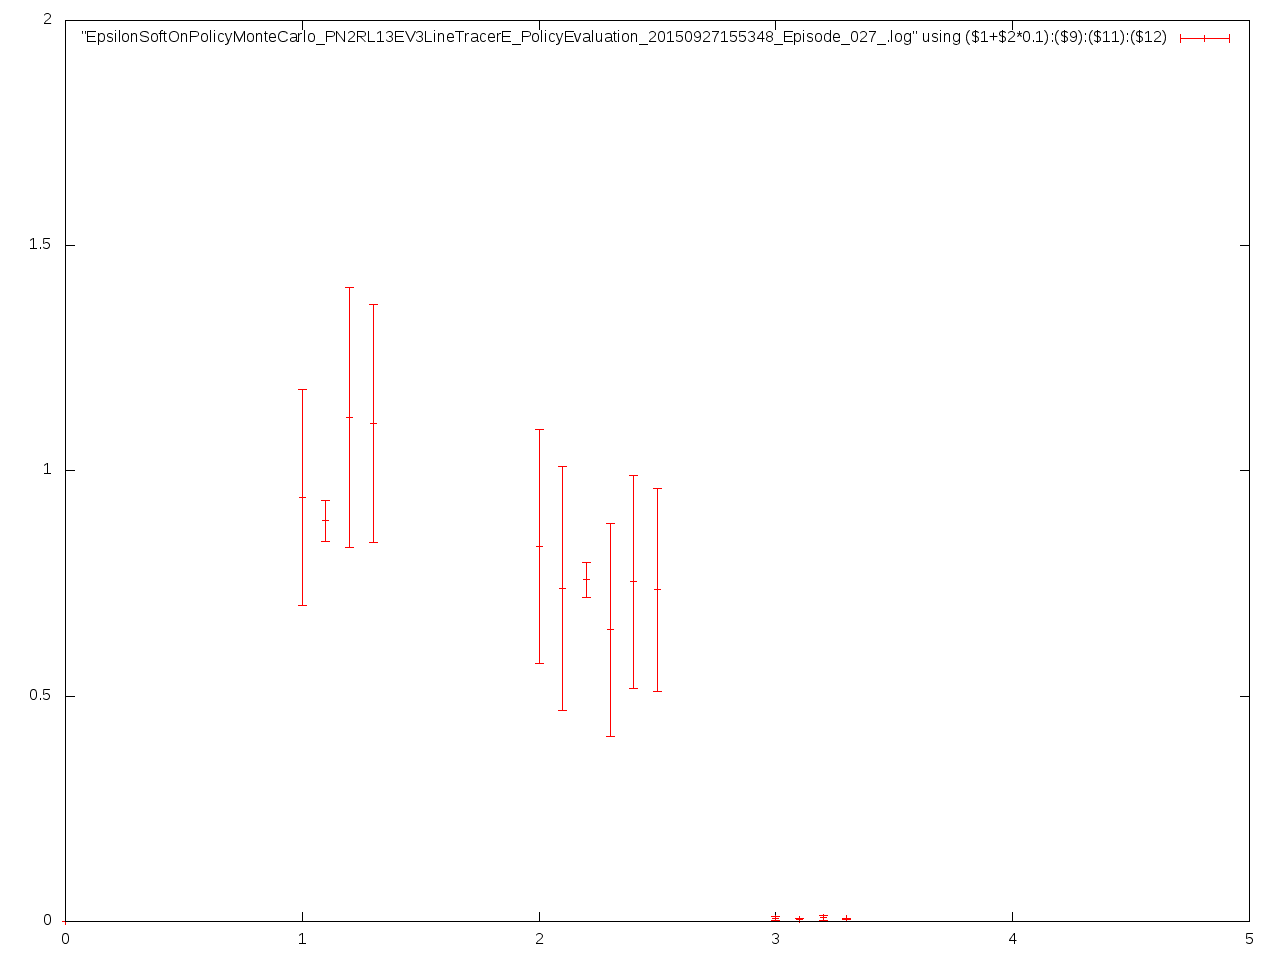 2
"EpsilonSoftOnPolicyMonteCarlo_PN2RL13EV3LineTracerE_PolicyEvaluation_20150927155348_Episode_027_.log" using ($1+$2*0.1):($9):($11):($12)
1.5
1
0.5
0
0 1 2 3 4 5